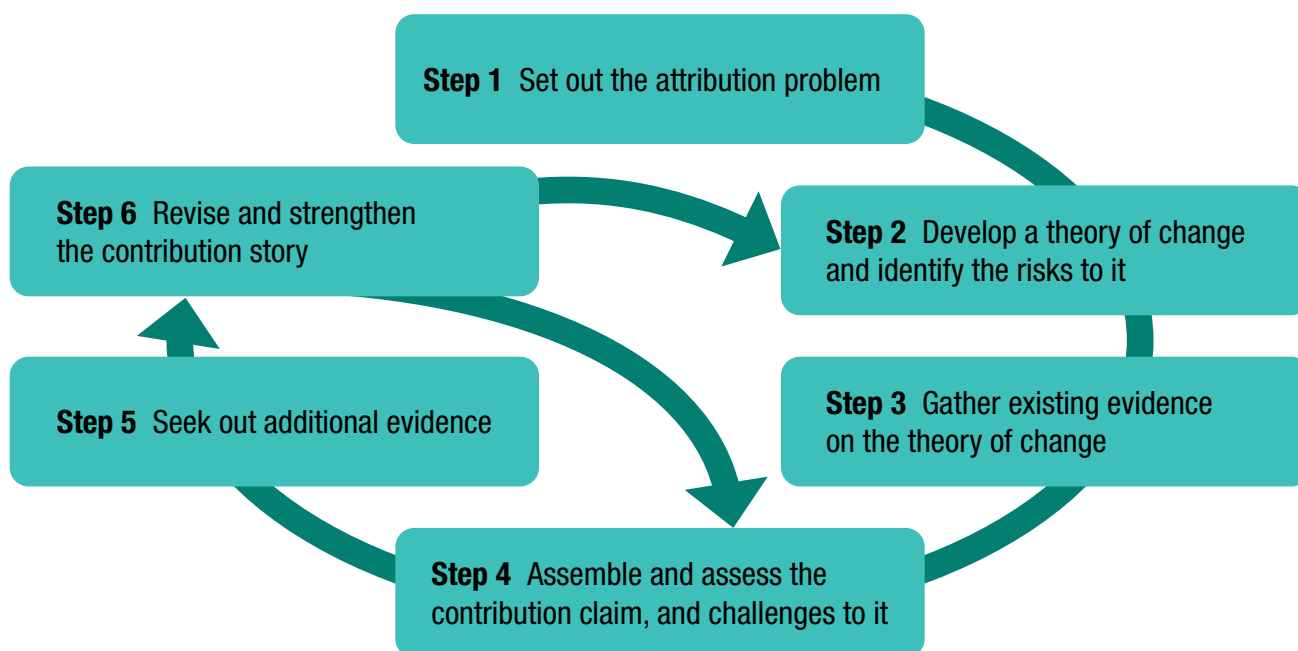 Step 1 Set out the attribution problem
Step 2 Develop a theory of change
and identify the risks to it
Step 3 Gather existing evidence
on the theory of change
Step 4 Assemble and assess the
contribution claim, and challenges to it
Step 5 Seek out additional evidence
Step 6 Revise and strengthen
the contribution story